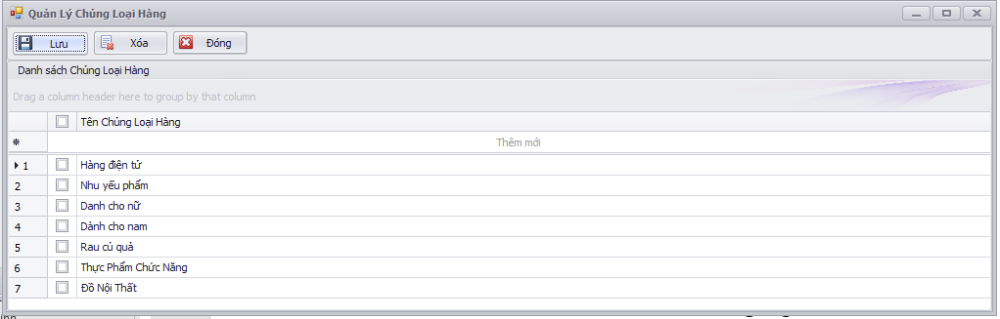 Quản Lý Chủng Loại Hàng
Lưu Xóa Đóng
Danh sách Chủng Loại Hàng
Drag a column header here to group by that column
Tên Chủng Loại Hàng
Thêm mới
1 Hàng điện tử
2 Nhu yếu phẩm
3 Danh cho nữ
4 Dành cho nam
5 Rau củ quả
6 Thực Phẩm Chức Năng
7 Đồ Nội Thất